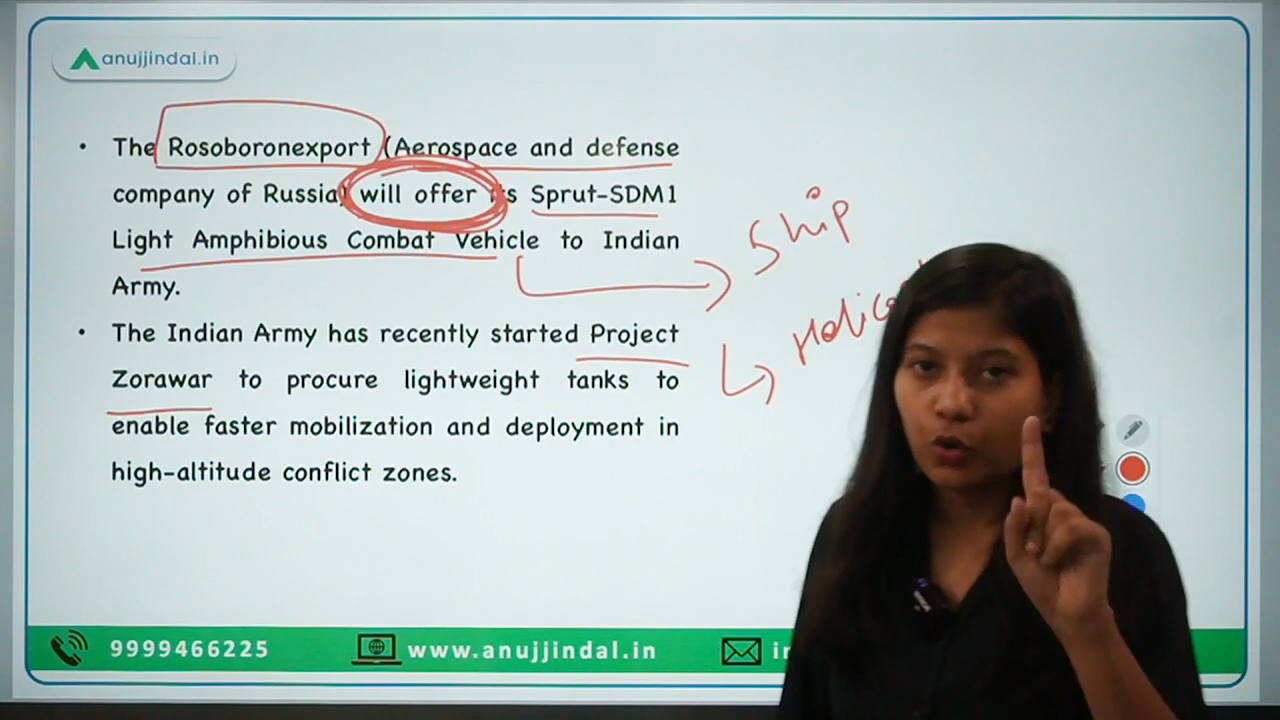 anujjindal.in
• The Rosoboronexport (Aerospace and defense
company of Russia) will offer its Sprut-SDM1
Light Amphibious Combat Vehicle to Indian
Army.
• The Indian Army has recently started Project
Zorawar to procure lightweight tanks to
enable faster mobilization and deployment in
high-altitude conflict zones.
Ship
9999466225
www.anujjindal.in